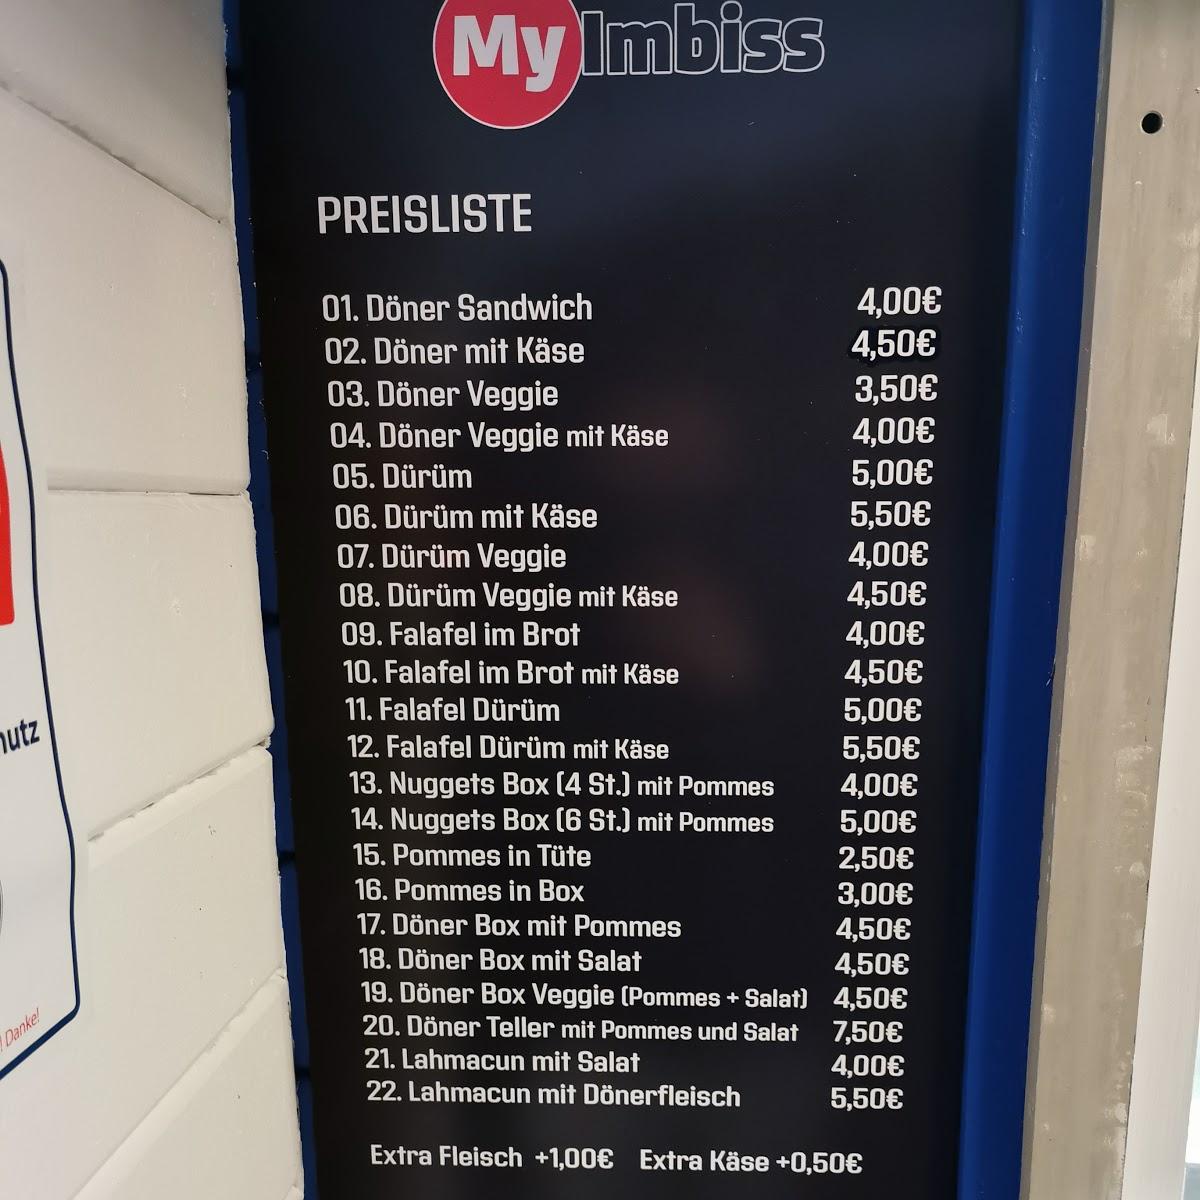 My Imbiss
PREISLISTE
01. Döner Sandwich 4,00€
02. Döner mit Käse 4,50€
03. Döner Veggie 3,50€
04. Döner Veggie mit Käse 4,00€
05. Dürüm 5,00€
06. Dürüm mit Käse 5,50€
07. Dürüm Veggie 4,00€
08. Dürüm Veggie mit Käse 4,50€
09. Falafel im Brot 4,00€
10. Falafel im Brot mit Käse 4,50€
11. Falafel Dürüm 5,00€
12. Falafel Dürüm mit Käse 5,50€
13. Nuggets Box (4 St.) mit Pommes 4,00€
14. Nuggets Box (6 St.) mit Pommes 5,00€
15. Pommes in Tüte 2,50€
16. Pommes in Box 3,00€
17. Döner Box mit Pommes 4,50€
18. Döner Box mit Salat 4,50€
19. Döner Box Veggie (Pommes + Salat) 4,50€
20. Döner Teller mit Pommes und Salat 7,50€
21. Lahmacun mit Salat 4,00€
22. Lahmacun mit Dönerfleisch 5,50€
Extra Fleisch +1,00€ Extra Käse +0,50€
Danke!